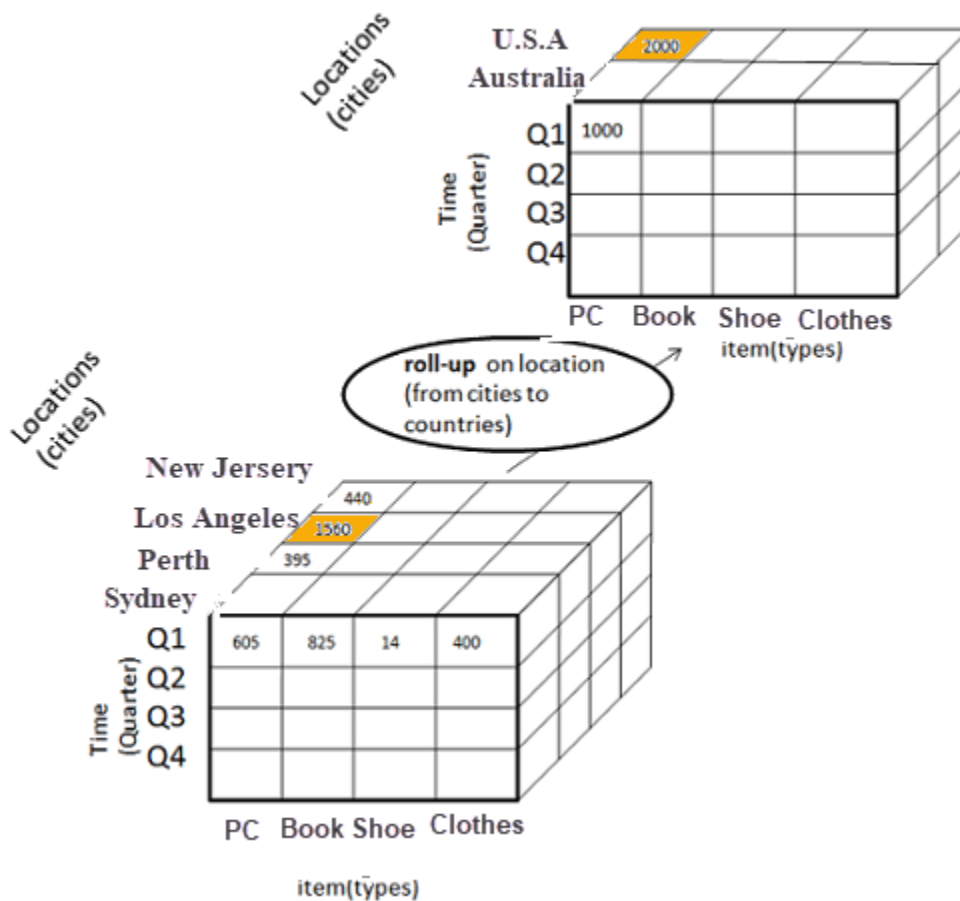 Locations
(cities)
U.S.A
2000
Australia
Q1
1000
Q2
Q3
Q4
Time
(Quarter)
PC Book Shoe Clothes
item(types)
roll-up on location
(from cities to
countries)
Locations
(cities)
New Jersery
440
Los Angeles
1560
Perth
395
Sydney
Q1
605 825 14 400
Q2
Q3
Q4
Time
(Quarter)
PC Book Shoe Clothes
item(types)